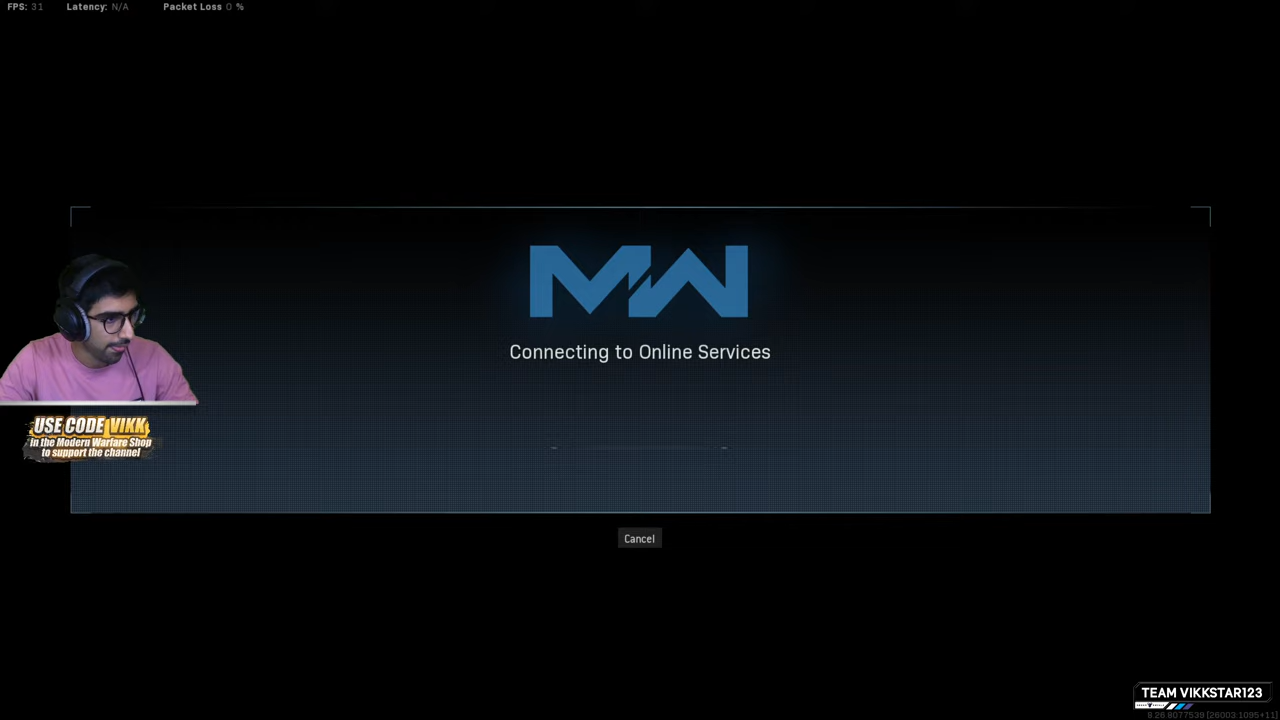 FPS: 31 Latency: N/A Packet Loss 0 %
MW
Connecting to Online Services
USE CODE VIKK
in the Modern Warfare Shop
to support the channel
Cancel
TEAM VIKKSTAR123